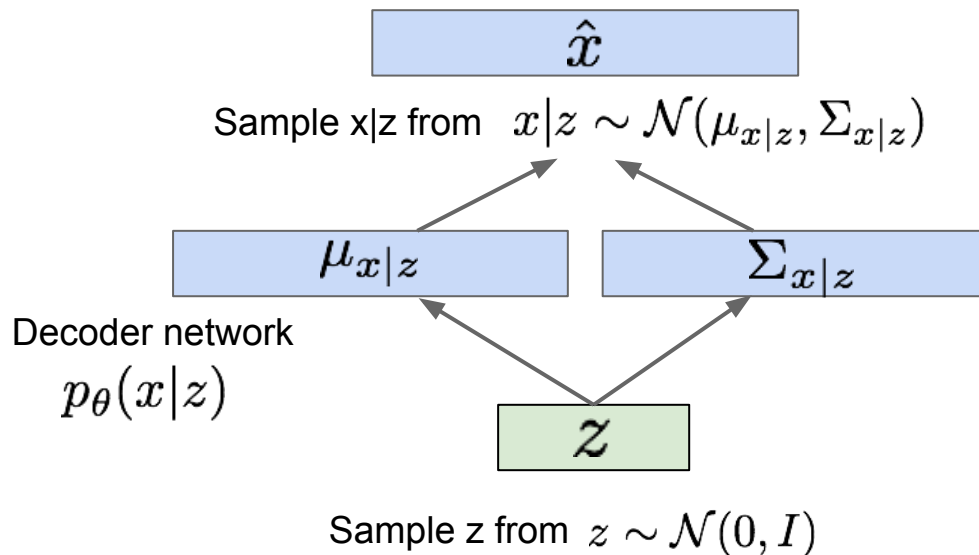 x̂
Sample x|z from x|z ∼ 𝒩(μ_{x|z}, Σ_{x|z})
μ_{x|z}
Σ_{x|z}
Decoder network
p_θ(x|z)
z
Sample z from z ∼ 𝒩(0, I)